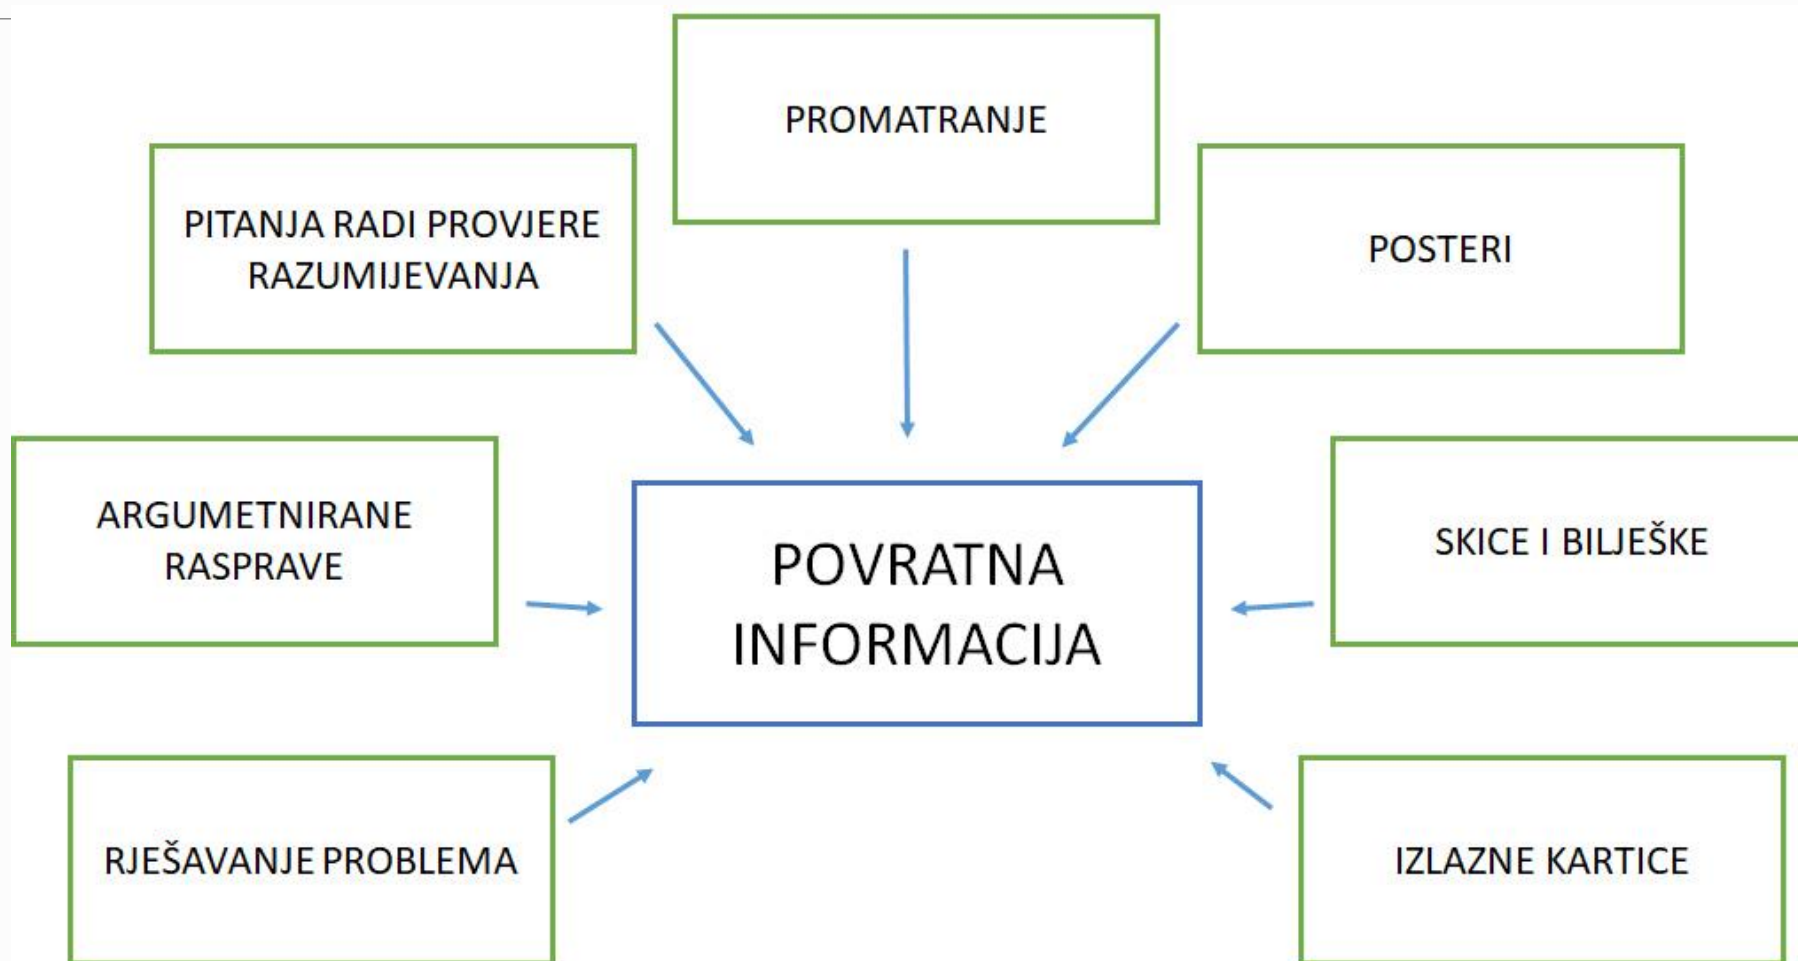 PROMATRANJE
PITANJA RADI PROVJERE
RAZUMIJEVANJA
POSTERI
ARGUMETNIRANE
RASPRAVE
POVRATNA
INFORMACIJA
SKICE I BILJEŠKE
RJEŠAVANJE PROBLEMA
IZLAZNE KARTICE